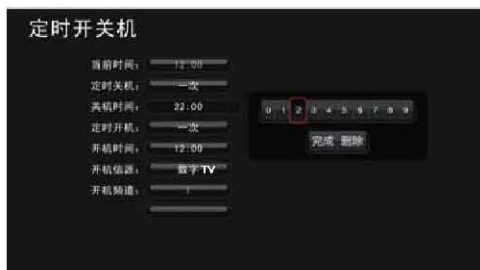 定时开关机
当前时间： 12:00
定时关机： 一次
关机时间： 22:00
定时开机： 一次
开机时间： 12:00
开机信源： 数字TV
开机频道： 1
0 1 2 3 4 5 6 7 8 9
完成 删除